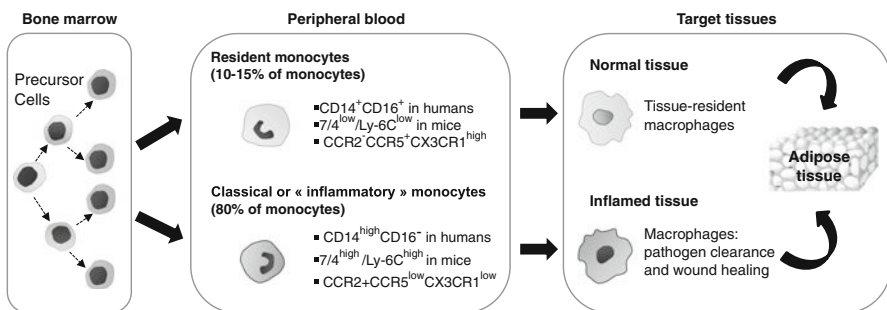 Bone marrow
Precursor
Cells
Peripheral blood
Resident monocytes
(10-15% of monocytes)
▪CD14⁺CD16⁺ in humans
▪7/4ˡᵒʷ/Ly-6Cˡᵒʷ in mice
▪ CCR2⁻CCR5⁺CX3CR1ʰⁱᵍʰ
Classical or « inflammatory » monocytes
(80% of monocytes)
▪ CD14ʰⁱᵍʰCD16⁻ in humans
▪7/4ʰⁱᵍʰ/Ly-6Cʰⁱᵍʰ in mice
▪ CCR2+CCR5ˡᵒʷCX3CR1ˡᵒʷ
Target tissues
Normal tissue
Tissue-resident
macrophages
Inflamed tissue
Macrophages:
pathogen clearance
and wound healing
Adipose
tissue